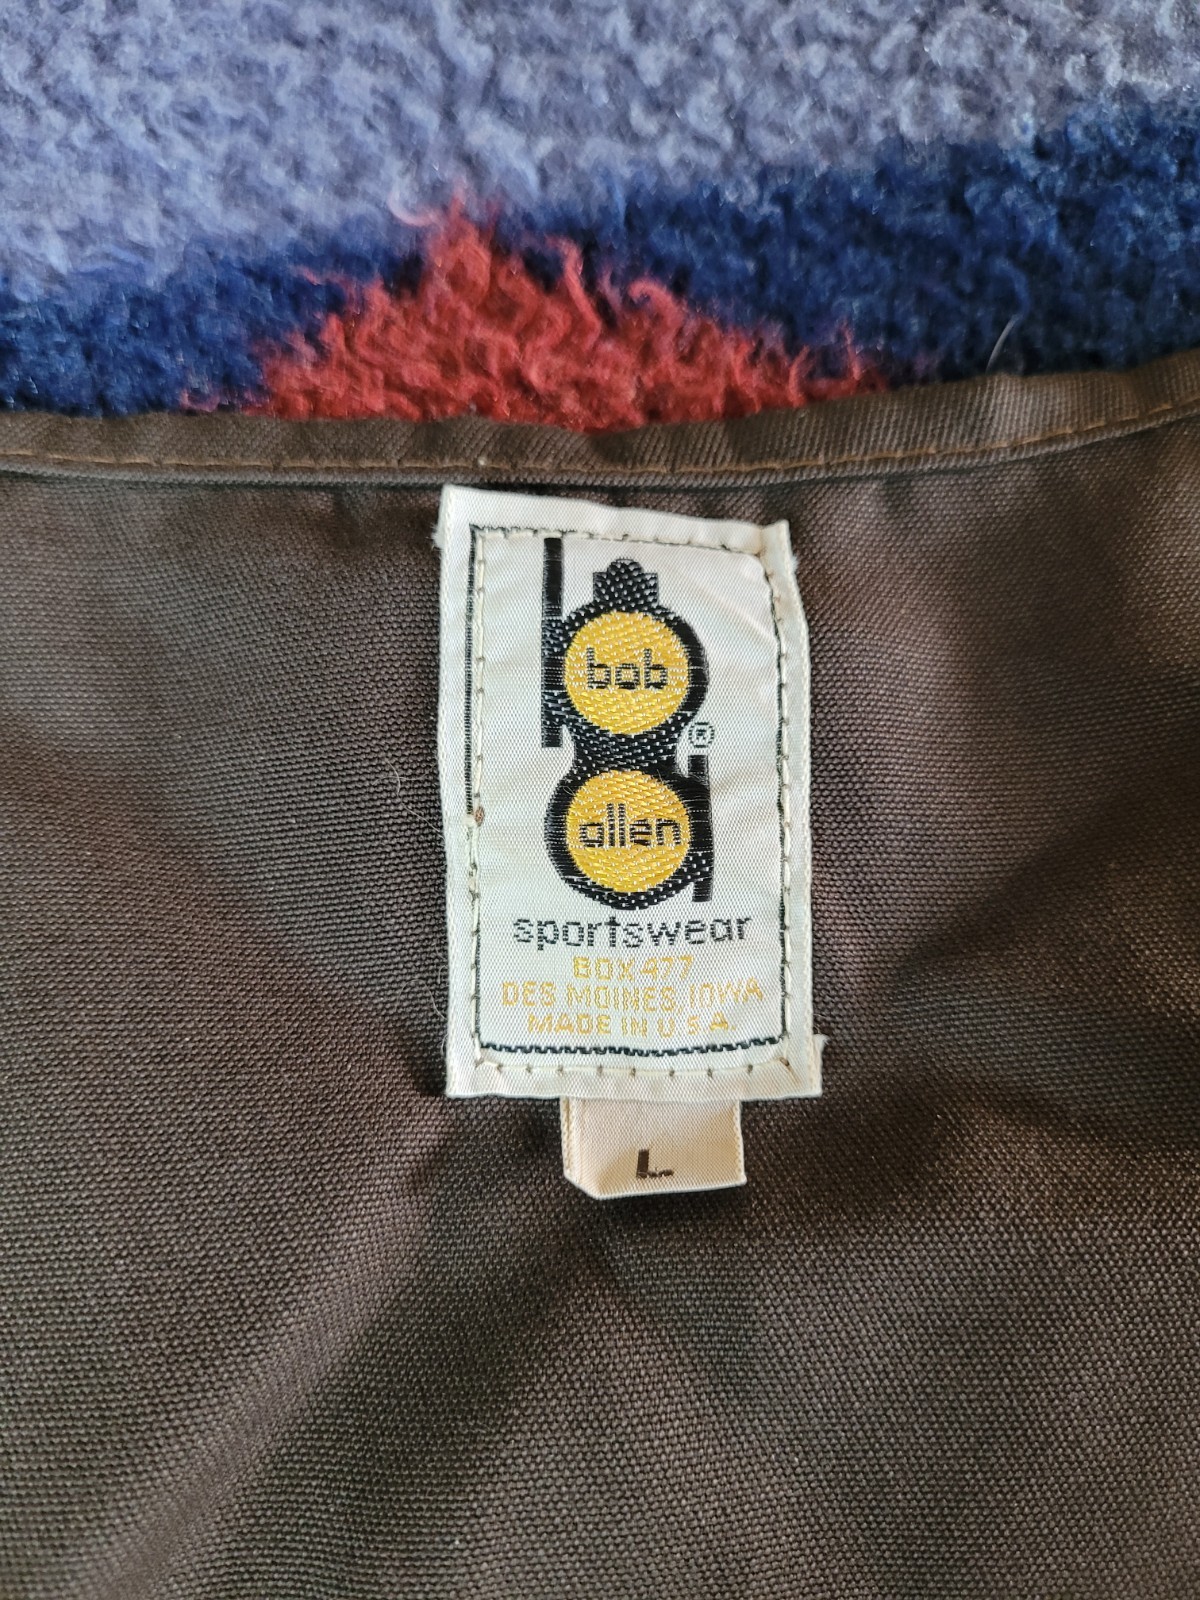 bob
®
allen
sportswear
BOX 477
DES MOINES, IOWA
MADE IN U.S.A.
L